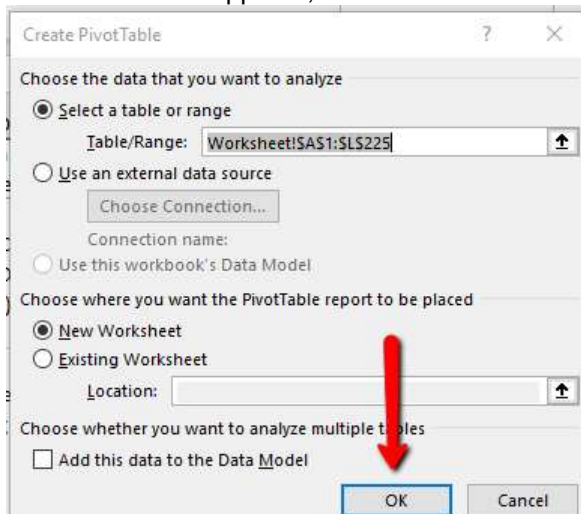 Create PivotTable ? ×
Choose the data that you want to analyze
Select a table or range
Table/Range: Worksheet!$A$1:$L$225
Use an external data source
Choose Connection...
Connection name:
Use this workbook's Data Model
Choose where you want the PivotTable report to be placed
New Worksheet
Existing Worksheet
Location:
Choose whether you want to analyze multiple tables
Add this data to the Data Model
OK Cancel